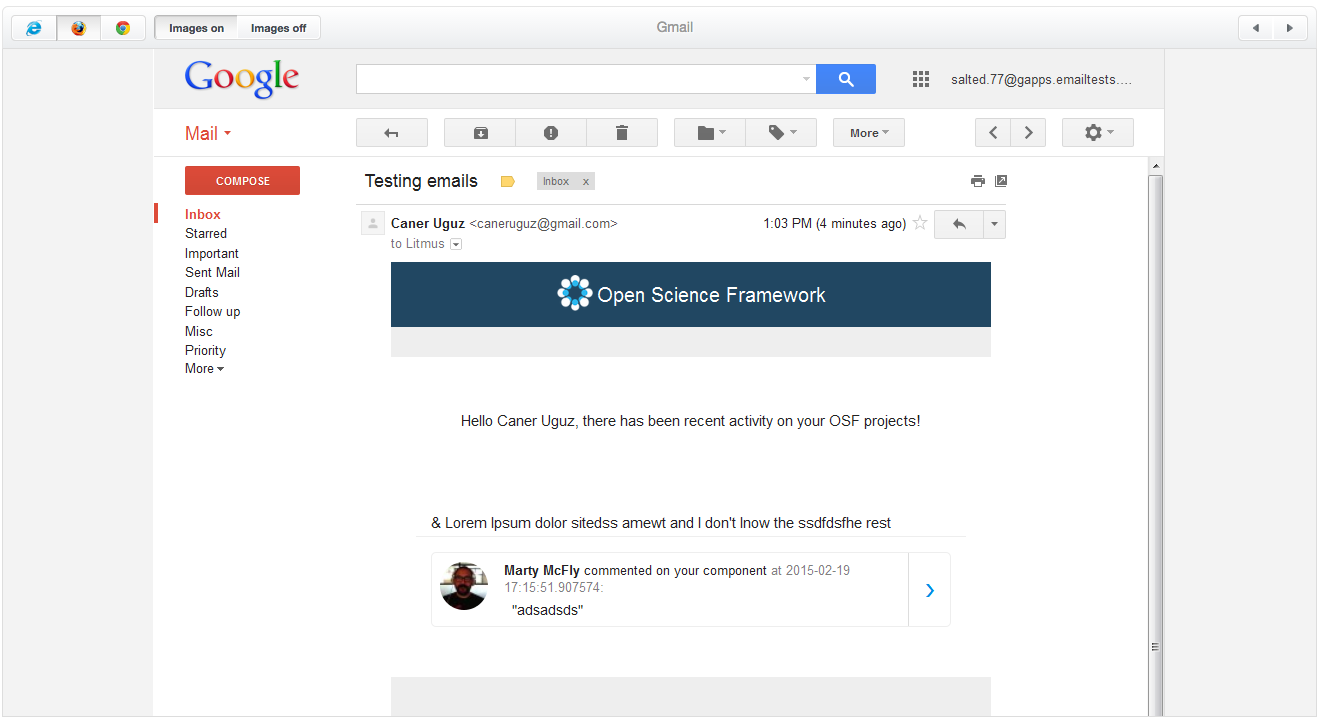 Images on Images off Gmail
Google salted.77@gapps.emailtests....
Mail More
COMPOSE
Testing emails Inbox x
Inbox
Starred
Important
Sent Mail
Drafts
Follow up
Misc
Priority
More
Caner Uguz <caneruguz@gmail.com> 1:03 PM (4 minutes ago)
to Litmus
Open Science Framework
Hello Caner Uguz, there has been recent activity on your OSF projects!
& Lorem Ipsum dolor sitedss amewt and I don't lnow the ssdfdsfhe rest
Marty McFly commented on your component at 2015-02-19
17:15:51.907574:
"adsadsds"